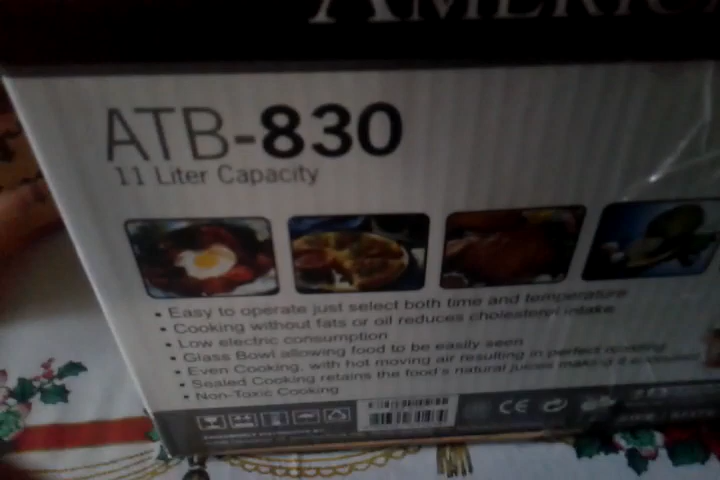 ATB-830
11 Liter Capacity
• Easy to operate just select both time and temperature
• Cooking without fats or oil reduces cholesterol intake
• Low electric consumption
• Glass Bowl allowing food to be easily seen
• Even Cooking, with hot moving air resulting in perfect
• Sealed Cooking retains the food's natural juices making it
• Non-Toxic Cooking
CE